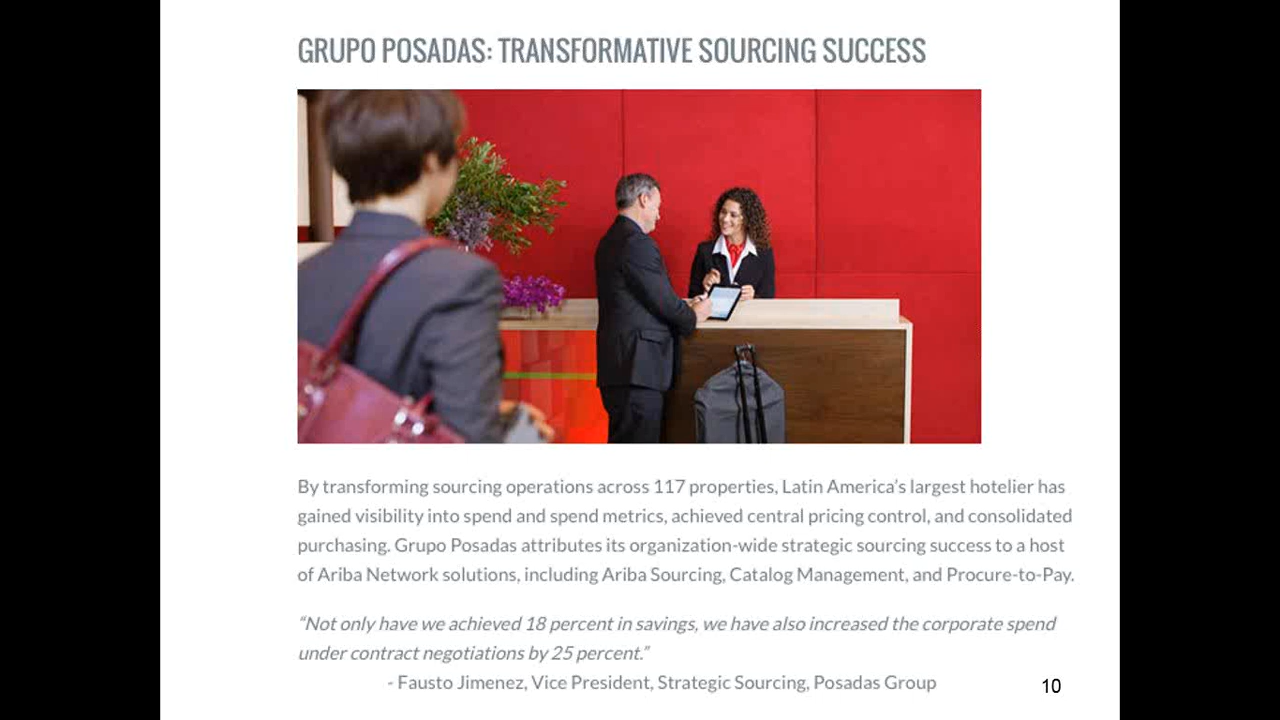 GRUPO POSADAS: TRANSFORMATIVE SOURCING SUCCESS
By transforming sourcing operations across 117 properties, Latin America’s largest hotelier has
gained visibility into spend and spend metrics, achieved central pricing control, and consolidated
purchasing. Grupo Posadas attributes its organization-wide strategic sourcing success to a host
of Ariba Network solutions, including Ariba Sourcing, Catalog Management, and Procure-to-Pay.
“Not only have we achieved 18 percent in savings, we have also increased the corporate spend
under contract negotiations by 25 percent.”
- Fausto Jimenez, Vice President, Strategic Sourcing, Posadas Group
10